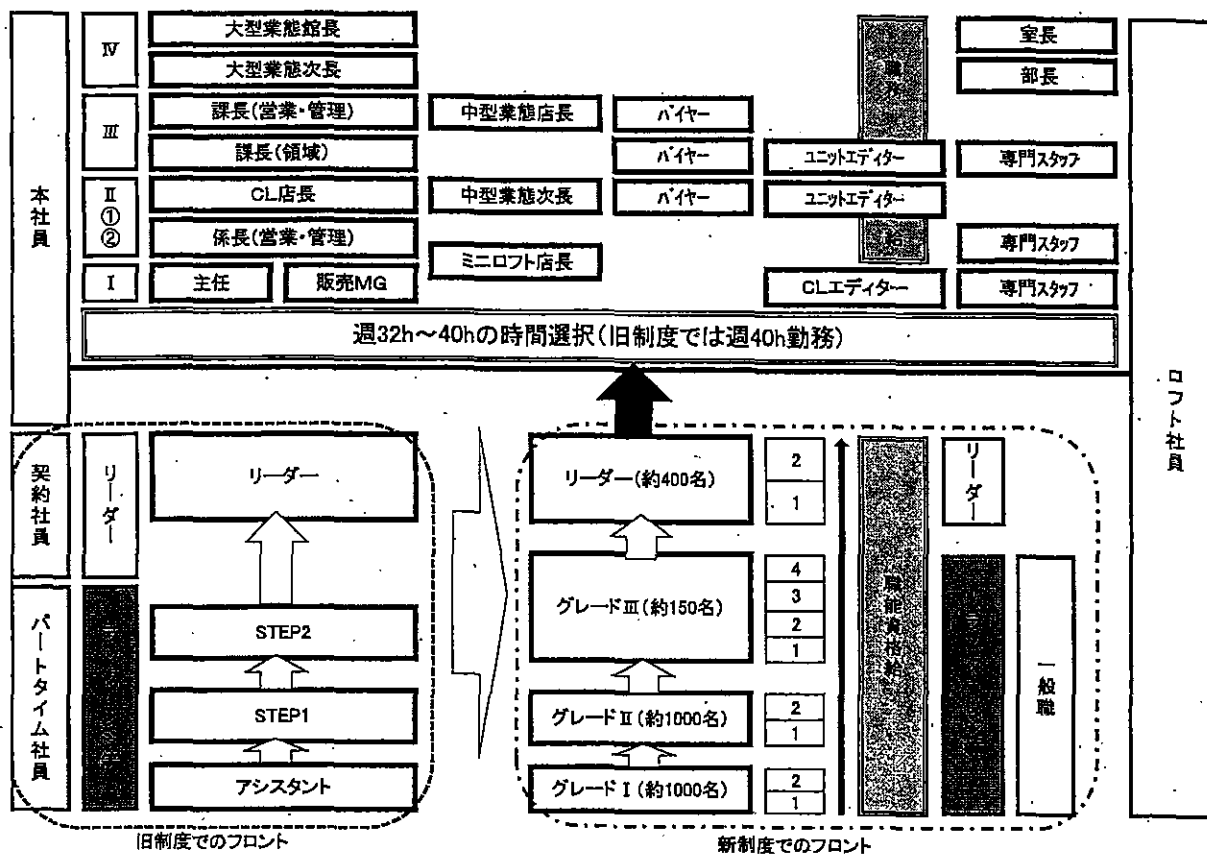 本社員
Ⅳ
大型業態館長
室長
大型業態次長
部長
Ⅲ
課長(営業・管理)
中型業態店長
バイヤー
課長(領域)
バイヤー
ユニットエディター
専門スタッフ
Ⅱ
①
②
CL店長
中型業態次長
バイヤー
ユニットエディター
係長(営業・管理)
専門スタッフ
ミニロフト店長
Ⅰ
主任
販売MG
CLエディター
専門スタッフ
職務
給
週32h～40hの時間選択(旧制度では週40h勤務)
ロフト社員
契約社員
リーダー
リーダー
リーダー(約400名)
2
1
リーダー
パートタイム社員
STEP2
グレードⅢ(約150名)
4
3
2
1
職能資格給
一般職
STEP1
グレードⅡ(約1000名)
2
1
アシスタント
グレードⅠ(約1000名)
2
1
旧制度でのフロント
新制度でのフロント